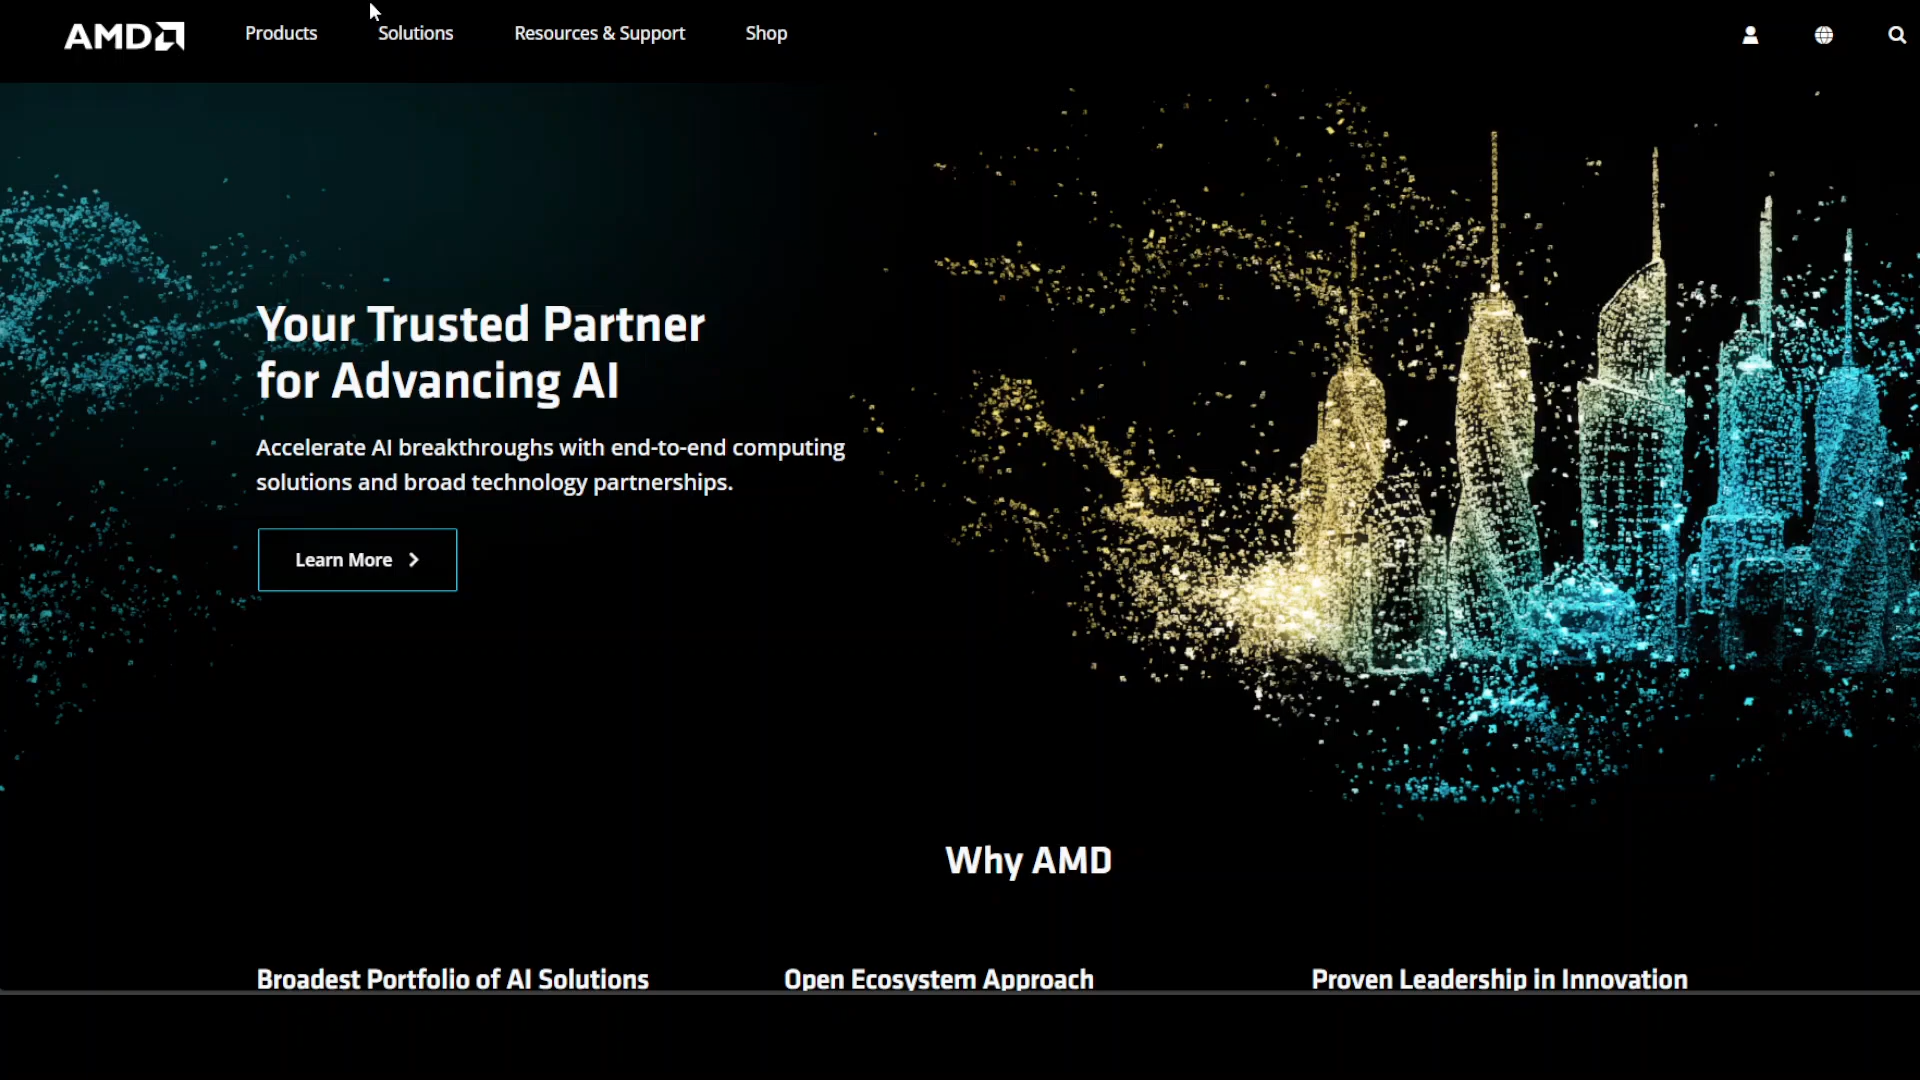 AMD
Products
Solutions
Resources & Support
Shop
Your Trusted Partner
for Advancing AI
Accelerate AI breakthroughs with end-to-end computing
solutions and broad technology partnerships.
Learn More
Why AMD
Broadest Portfolio of AI Solutions
Open Ecosystem Approach
Proven Leadership in Innovation